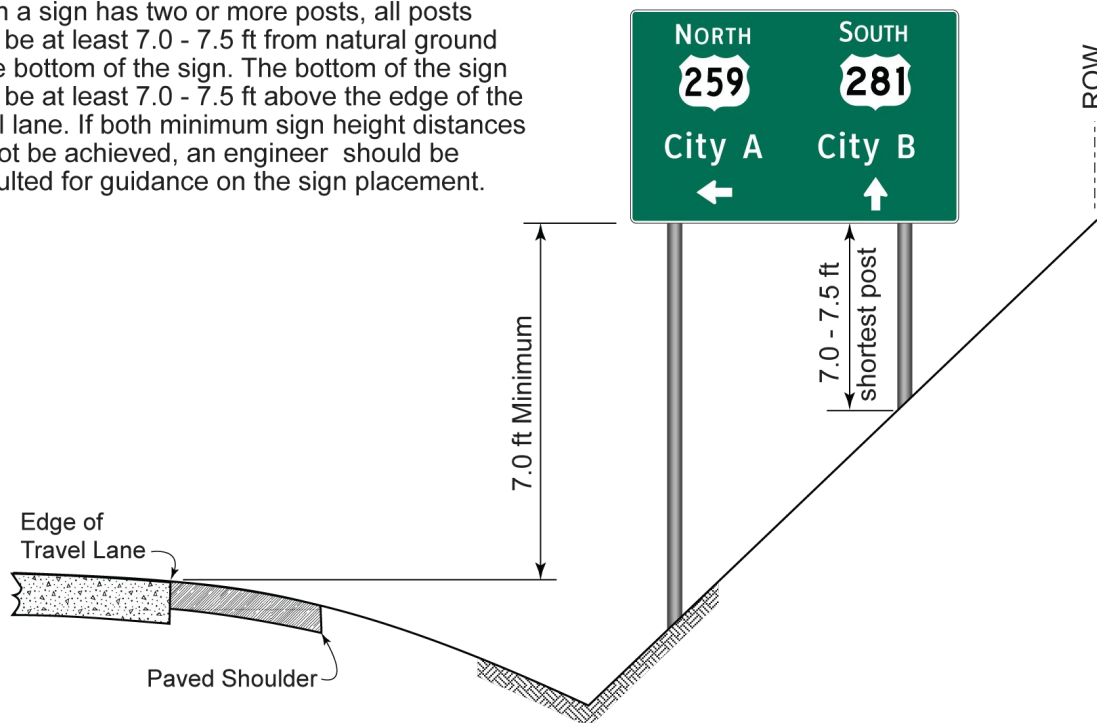 a sign has two or more posts, all posts
be at least 7.0 - 7.5 ft from natural ground
bottom of the sign. The bottom of the sign
be at least 7.0 - 7.5 ft above the edge of the
lane. If both minimum sign height distances
be achieved, an engineer should be
for guidance on the sign placement.
NORTH
SOUTH
259
281
City A
City B
ROW
7.0 ft Minimum
7.0 - 7.5 ft
shortest post
Edge of
Travel Lane
Paved Shoulder